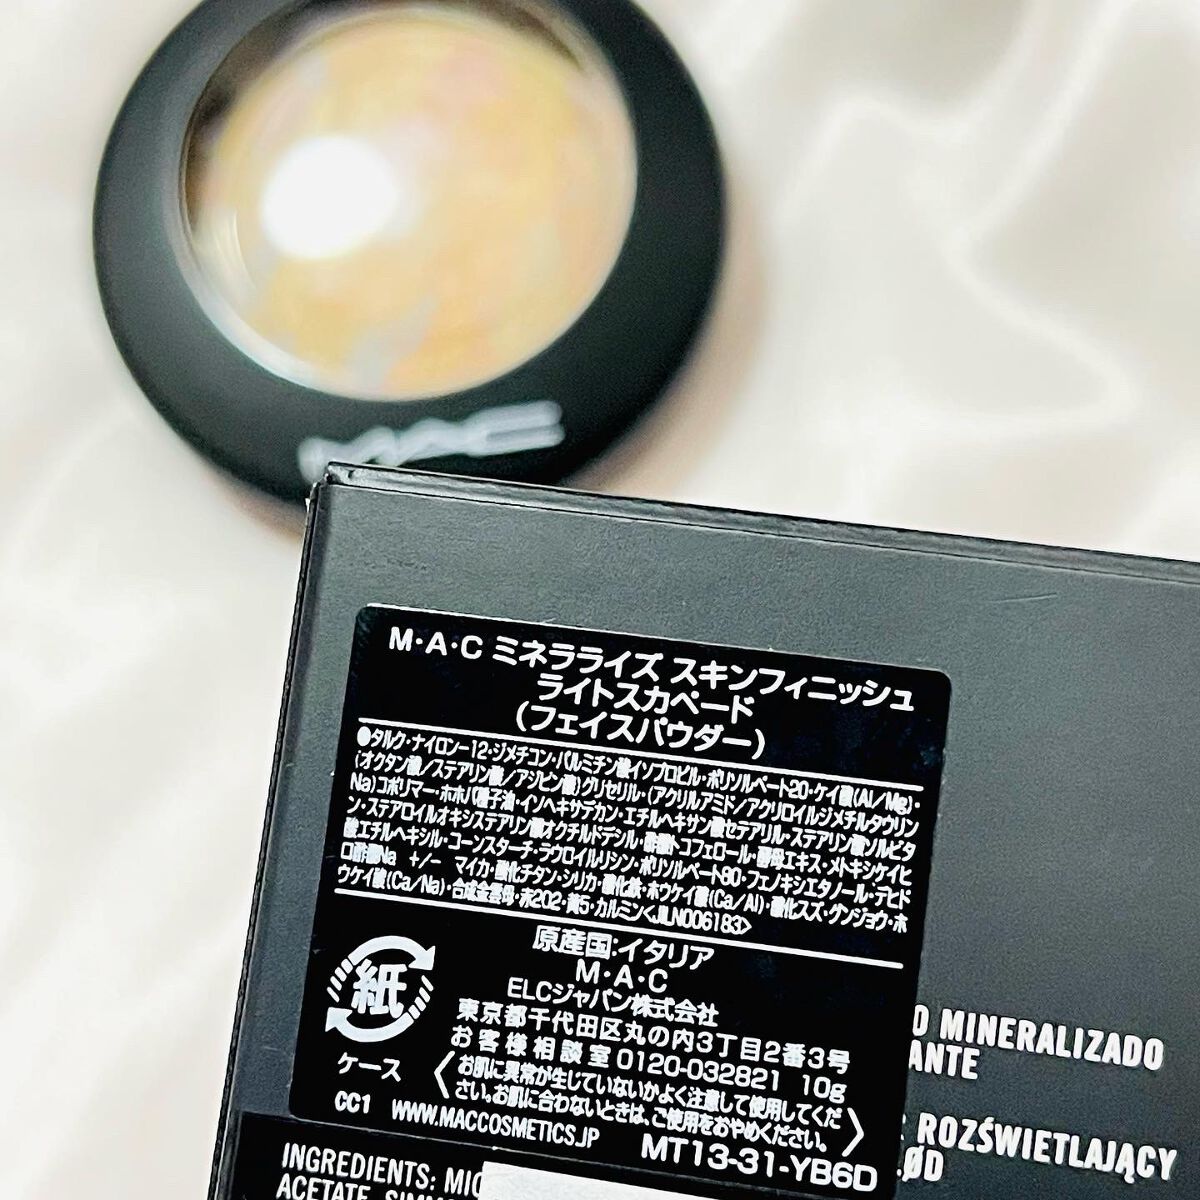 MAC
M・A・C ミネラライズ スキンフィニッシュ
ライトスカペード
(フェイスパウダー)
●タルク・ナイロン−12・ジメチコン・パルミチン酸イソプロピル・ポリソルベート20・ケイ酸(Al/Mg)・
(オクタン酸/ステアリン酸/アジピン酸)グリセリル・(アクリルアミド/アクリロイルジメチルタウリン
Na)コポリマー・ホホバ種子油・イソヘキサデカン・エチルヘキサン酸セテアリル・ステアリン酸ソルビタ
ン・ステアロイルオキシステアリン酸オクチルドデシル・酢酸トコフェロール・酵母エキス・メトキシケイヒ
酸エチルヘキシル・コーンスターチ・ラウロイルリシン・ポリソルベート80・フェノキシエタノール・デヒド
ロ酢酸Na +/− マイカ・酸化チタン・シリカ・酸化鉄・ホウケイ酸(Ca/Al)・酸化スズ・グンジョウ・ホ
ウケイ酸(Ca/Na)・合成金雲母・赤202・黄5・カルミン<JLN006183>
原産国:イタリア
M・A・C
ELCジャパン株式会社
東京都千代田区丸の内3丁目2番3号
お客様相談室0120-032821 10g
紙
ケース
〈お肌に異常が生じていないかよく注意して使用してくだ
さい。お肌に合わないときは、ご使用をおやめください。〉
CC1 WWW.MACCOSMETICS.JP
MT13-31-YB6D
O MINERALIZADO
ANTE
ROZŚWIETLAJĄCY
ØD
INGREDIENTS:
ACETATE,